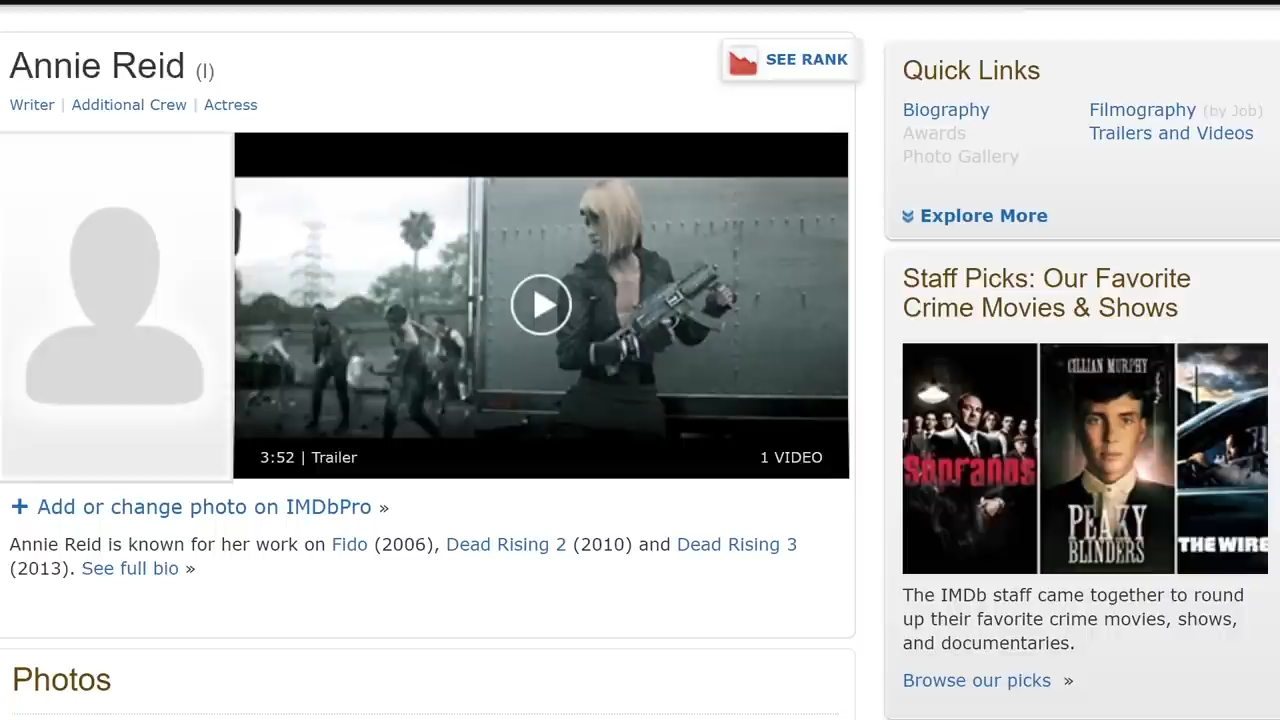 Annie Reid (I)
SEE RANK
Writer | Additional Crew | Actress
3:52 | Trailer
1 VIDEO
+ Add or change photo on IMDbPro »
Annie Reid is known for her work on Fido (2006), Dead Rising 2 (2010) and Dead Rising 3
(2013). See full bio »
Photos
Quick Links
Biography
Filmography (by Job)
Awards
Trailers and Videos
Photo Gallery
Explore More
Staff Picks: Our Favorite
Crime Movies & Shows
Sopranos
CILLIAN MURPHY
PEAKY
BLINDERS
THE WIRE
The IMDb staff came together to round
up their favorite crime movies, shows,
and documentaries.
Browse our picks »